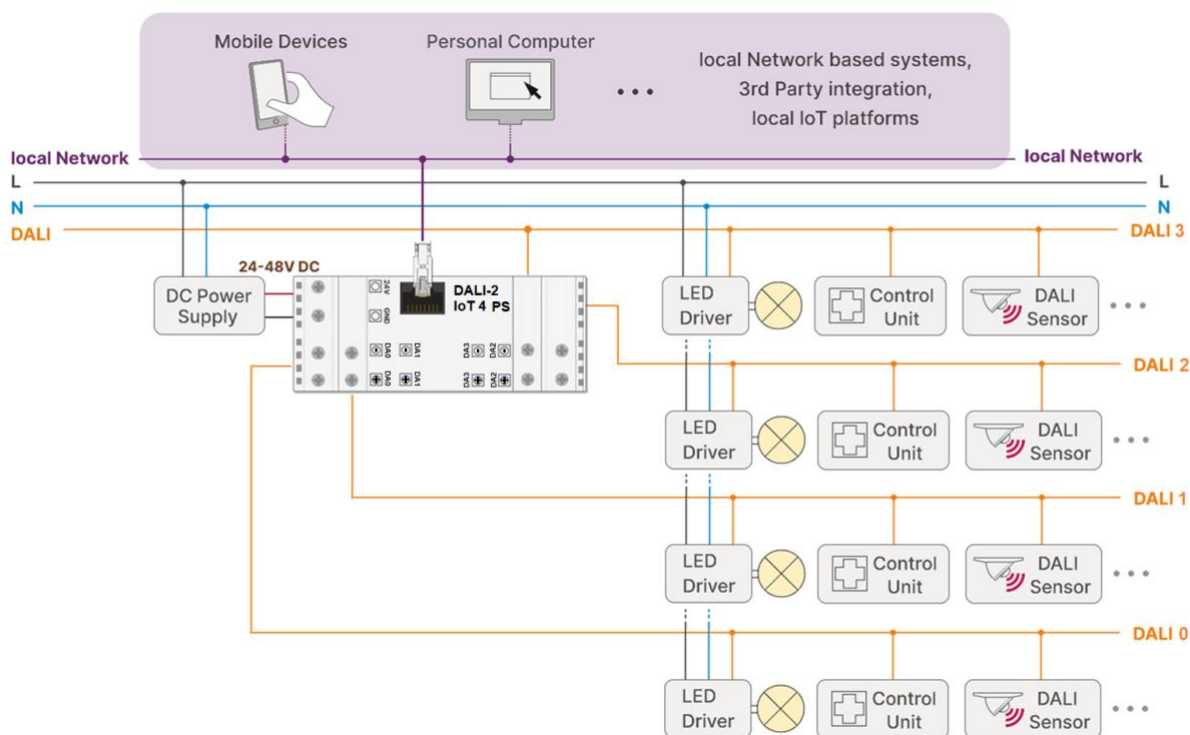 Mobile Devices
Personal Computer
local Network based systems,
3rd Party integration,
local IoT platforms
local Network
local Network
L
L
N
N
DALI
DALI 3
24-48V DC
DC Power
Supply
24V
GND
DALI-2
IoT 4 PS
DA0
DA1
DA3
DA2
DA0
DA1
DA3
DA2
LED
Driver
Control
Unit
DALI
Sensor
DALI 2
LED
Driver
Control
Unit
DALI
Sensor
DALI 1
LED
Driver
Control
Unit
DALI
Sensor
DALI 0
LED
Driver
Control
Unit
DALI
Sensor